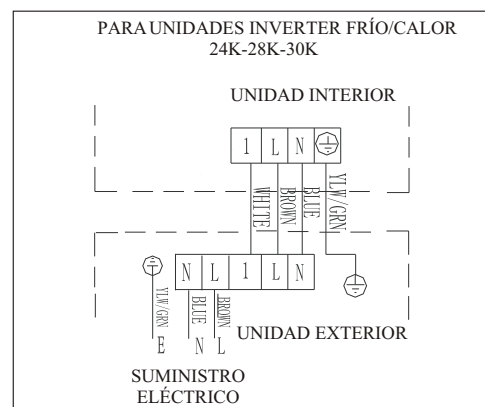 PARA UNIDADES INVERTER FRÍO/CALOR
24K-28K-30K
UNIDAD INTERIOR
1 L N
WHITE BROWN BLUE YLW/GRN
N L 1 L N
YLW/GRN BLUE BROWN
E N L
UNIDAD EXTERIOR
SUMINISTRO
ELÉCTRICO